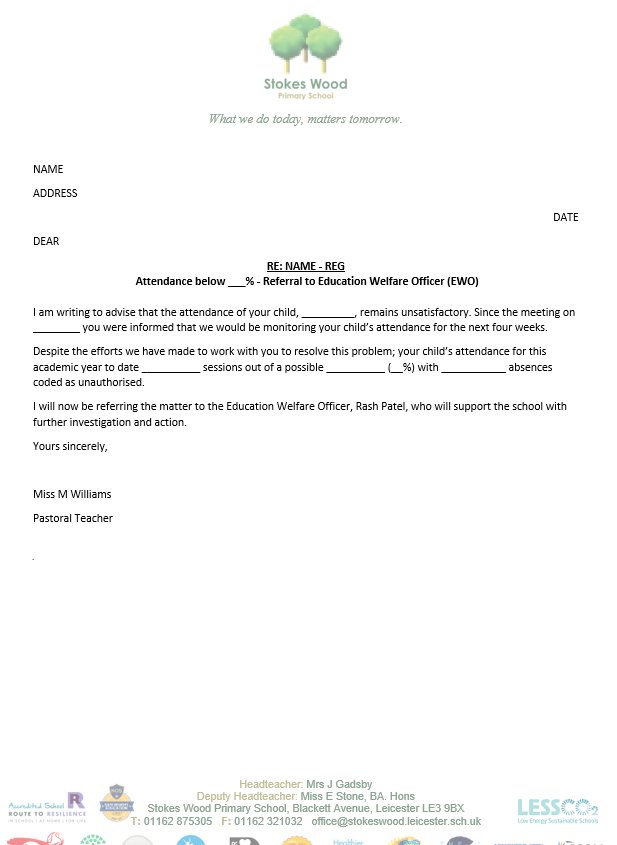 Stokes Wood
Primary School
What we do today, matters tomorrow.
NAME
ADDRESS
DATE
DEAR
RE: NAME - REG
Attendance below ___% - Referral to Education Welfare Officer (EWO)
I am writing to advise that the attendance of your child, _________, remains unsatisfactory. Since the meeting on
________ you were informed that we would be monitoring your child's attendance for the next four weeks.
Despite the efforts we have made to work with you to resolve this problem; your child's attendance for this
academic year to date __________ sessions out of a possible __________ (__%) with ___________ absences
coded as unauthorised.
I will now be referring the matter to the Education Welfare Officer, Rash Patel, who will support the school with
further investigation and action.
Yours sincerely,
Miss M Williams
Pastoral Teacher
.
Headteacher: Mrs J Gadsby
Deputy Headteacher: Miss E Stone, BA. Hons
Stokes Wood Primary School, Blackett Avenue, Leicester LE3 9BX
T: 01162 875305 F: 01162 321032 office@stokeswood.leicester.sch.uk
Accredited School R
ROUTE TO RESILIENCE
IN SCHOOL | AT HOME | FOR LIFE
LESSCO2
Low Energy Sustainable Schools
Healthier